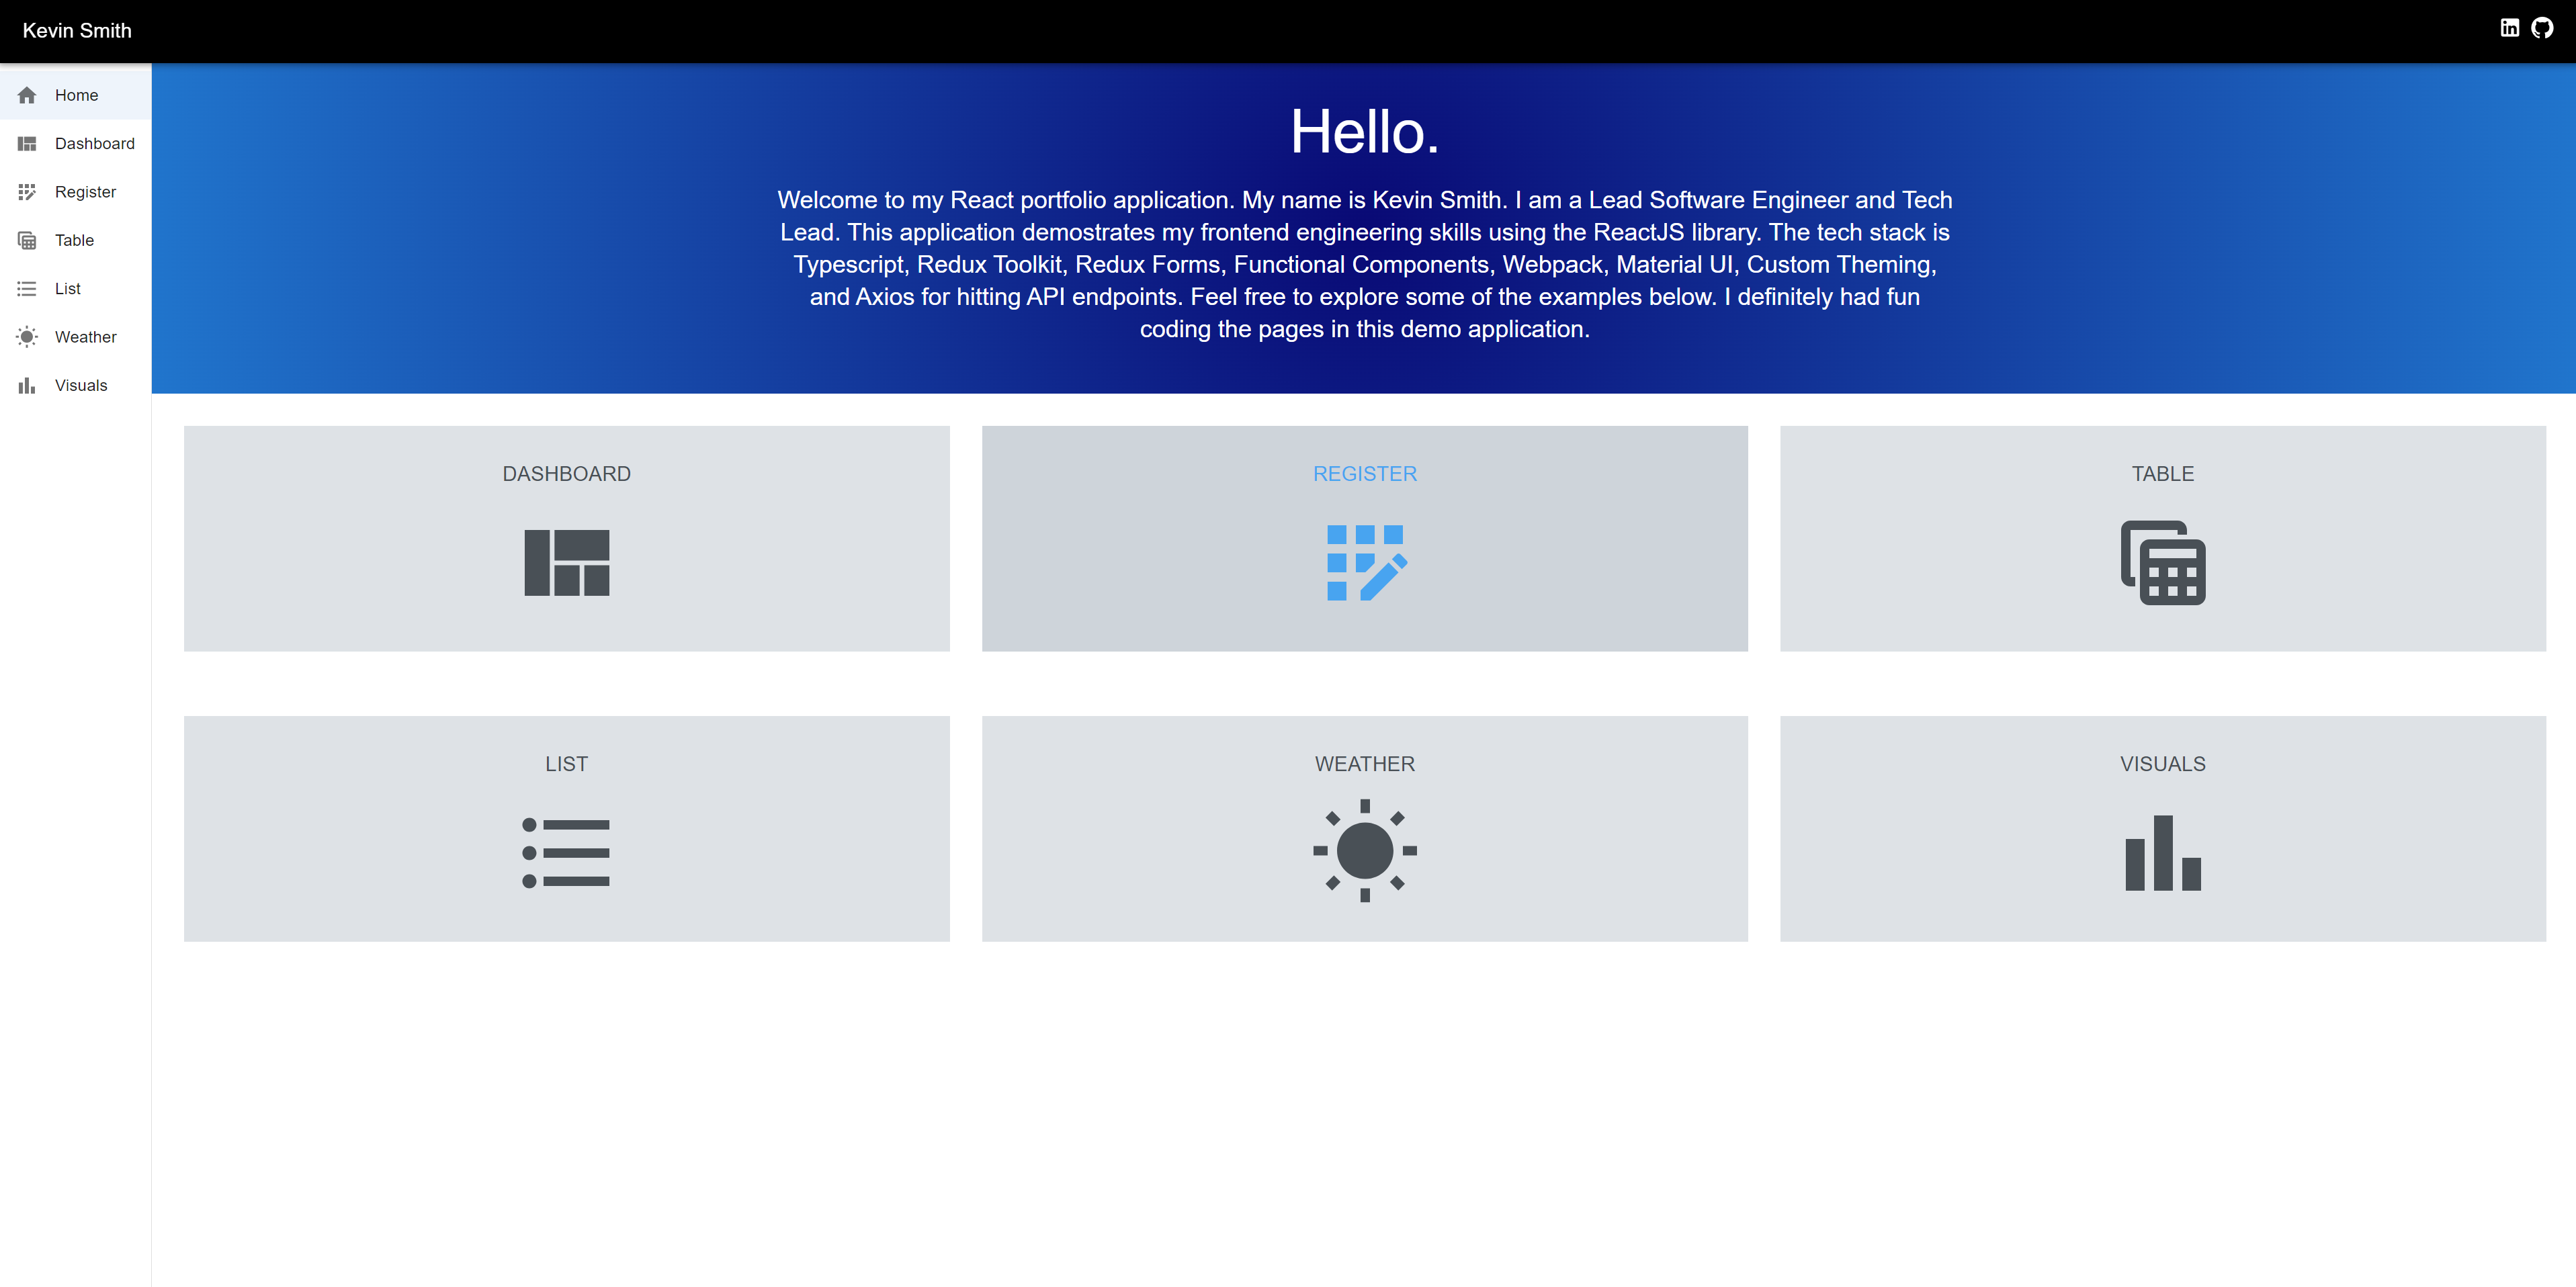 Kevin Smith
Home
Dashboard
Register
Table
List
Weather
Visuals
Hello.
Welcome to my React portfolio application. My name is Kevin Smith. I am a Lead Software Engineer and Tech
Lead. This application demostrates my frontend engineering skills using the ReactJS library. The tech stack is
Typescript, Redux Toolkit, Redux Forms, Functional Components, Webpack, Material UI, Custom Theming,
and Axios for hitting API endpoints. Feel free to explore some of the examples below. I definitely had fun
coding the pages in this demo application.
DASHBOARD
REGISTER
TABLE
LIST
WEATHER
VISUALS